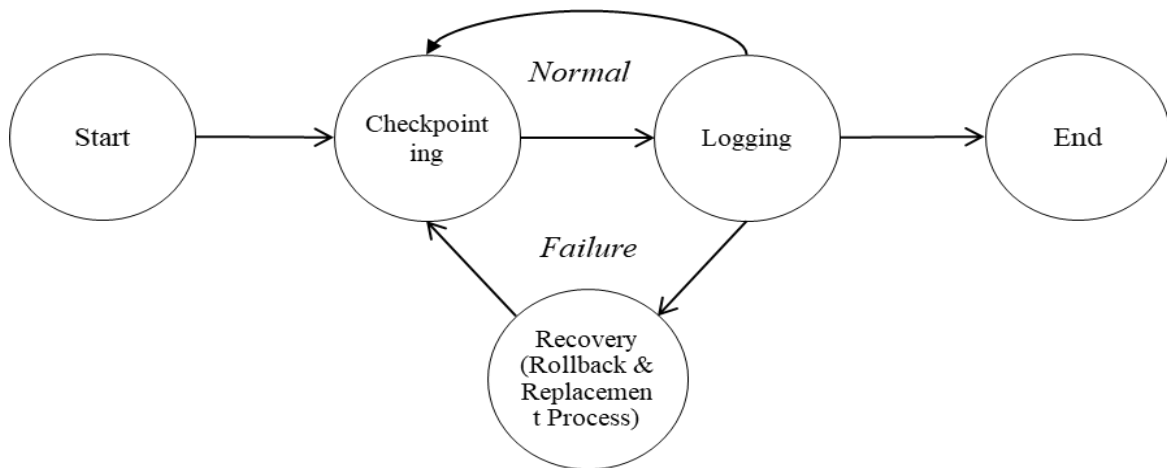 Normal
Start
Checkpoint
ing
Logging
End
Failure
Recovery
(Rollback &
Replacemen
t Process)